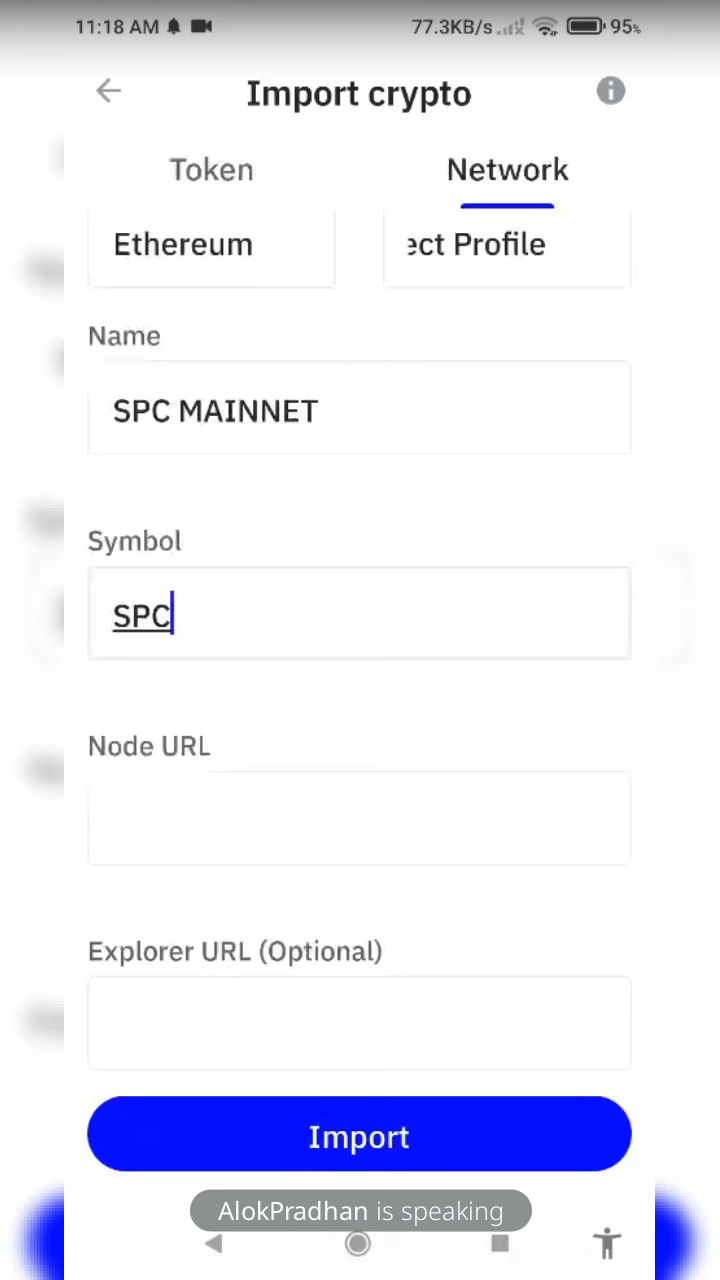 11:18 AM 77.3KB/s 95%
Import crypto
Token Network
Ethereum ect Profile
Name
SPC MAINNET
Symbol
SPC
Node URL
Explorer URL (Optional)
Import
AlokPradhan is speaking